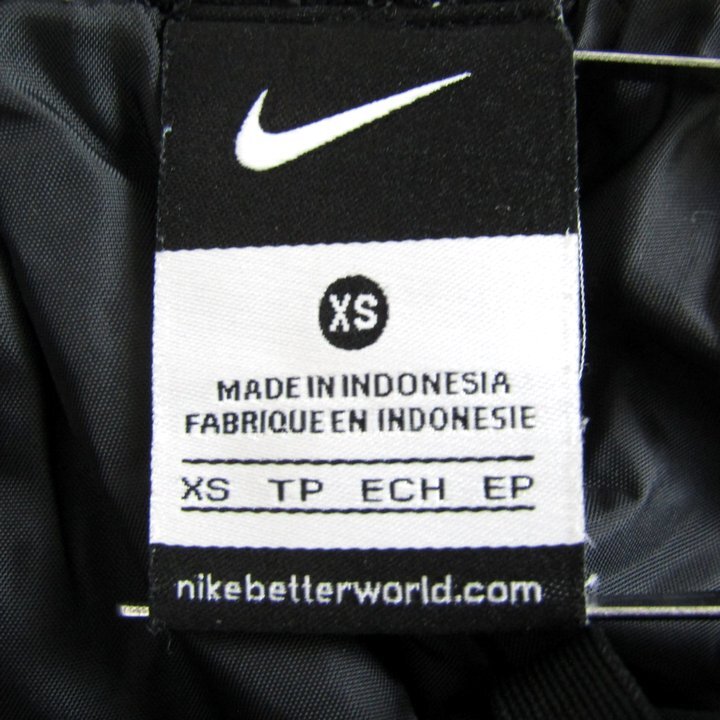 XS
MADE IN INDONESIA
FABRIQUE EN INDONESIE
XS TP ECH EP
nikebetterworld.com